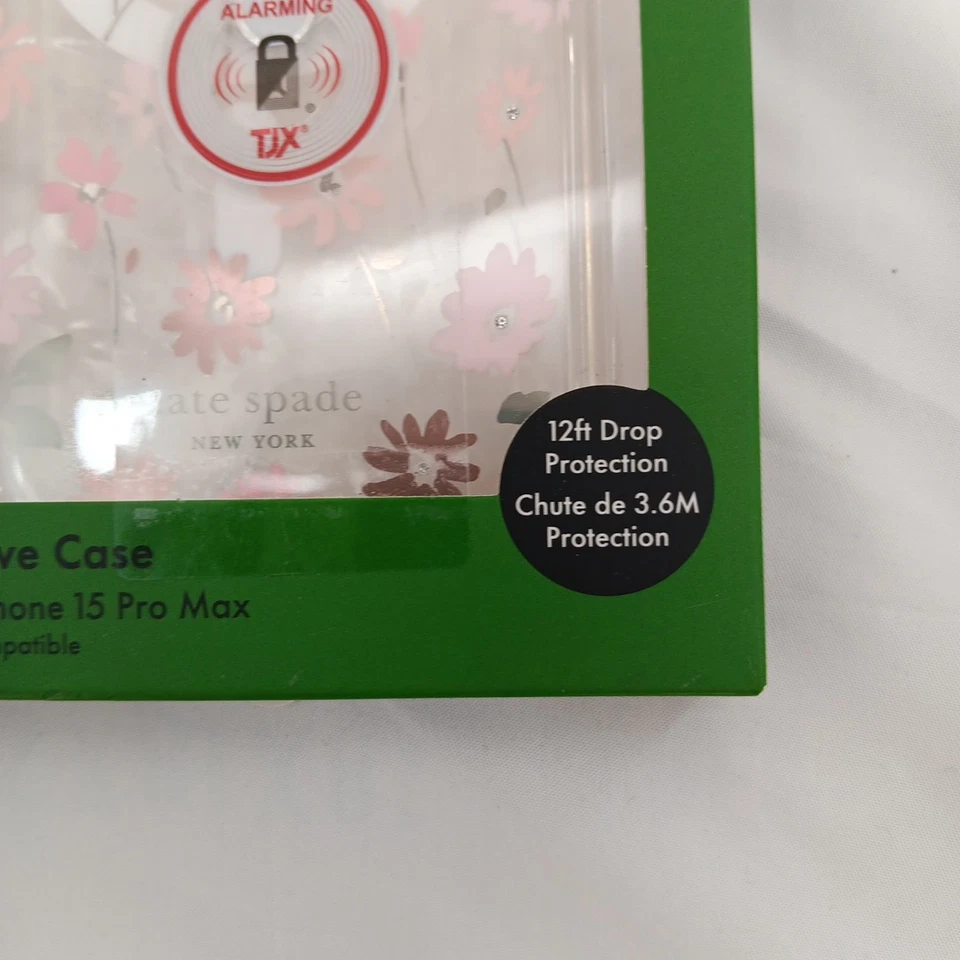 ALARMING
TJX®
kate spade
NEW YORK
12ft Drop
Protection
Chute de 3.6M
Protection
ve Case
hone 15 Pro Max
patible